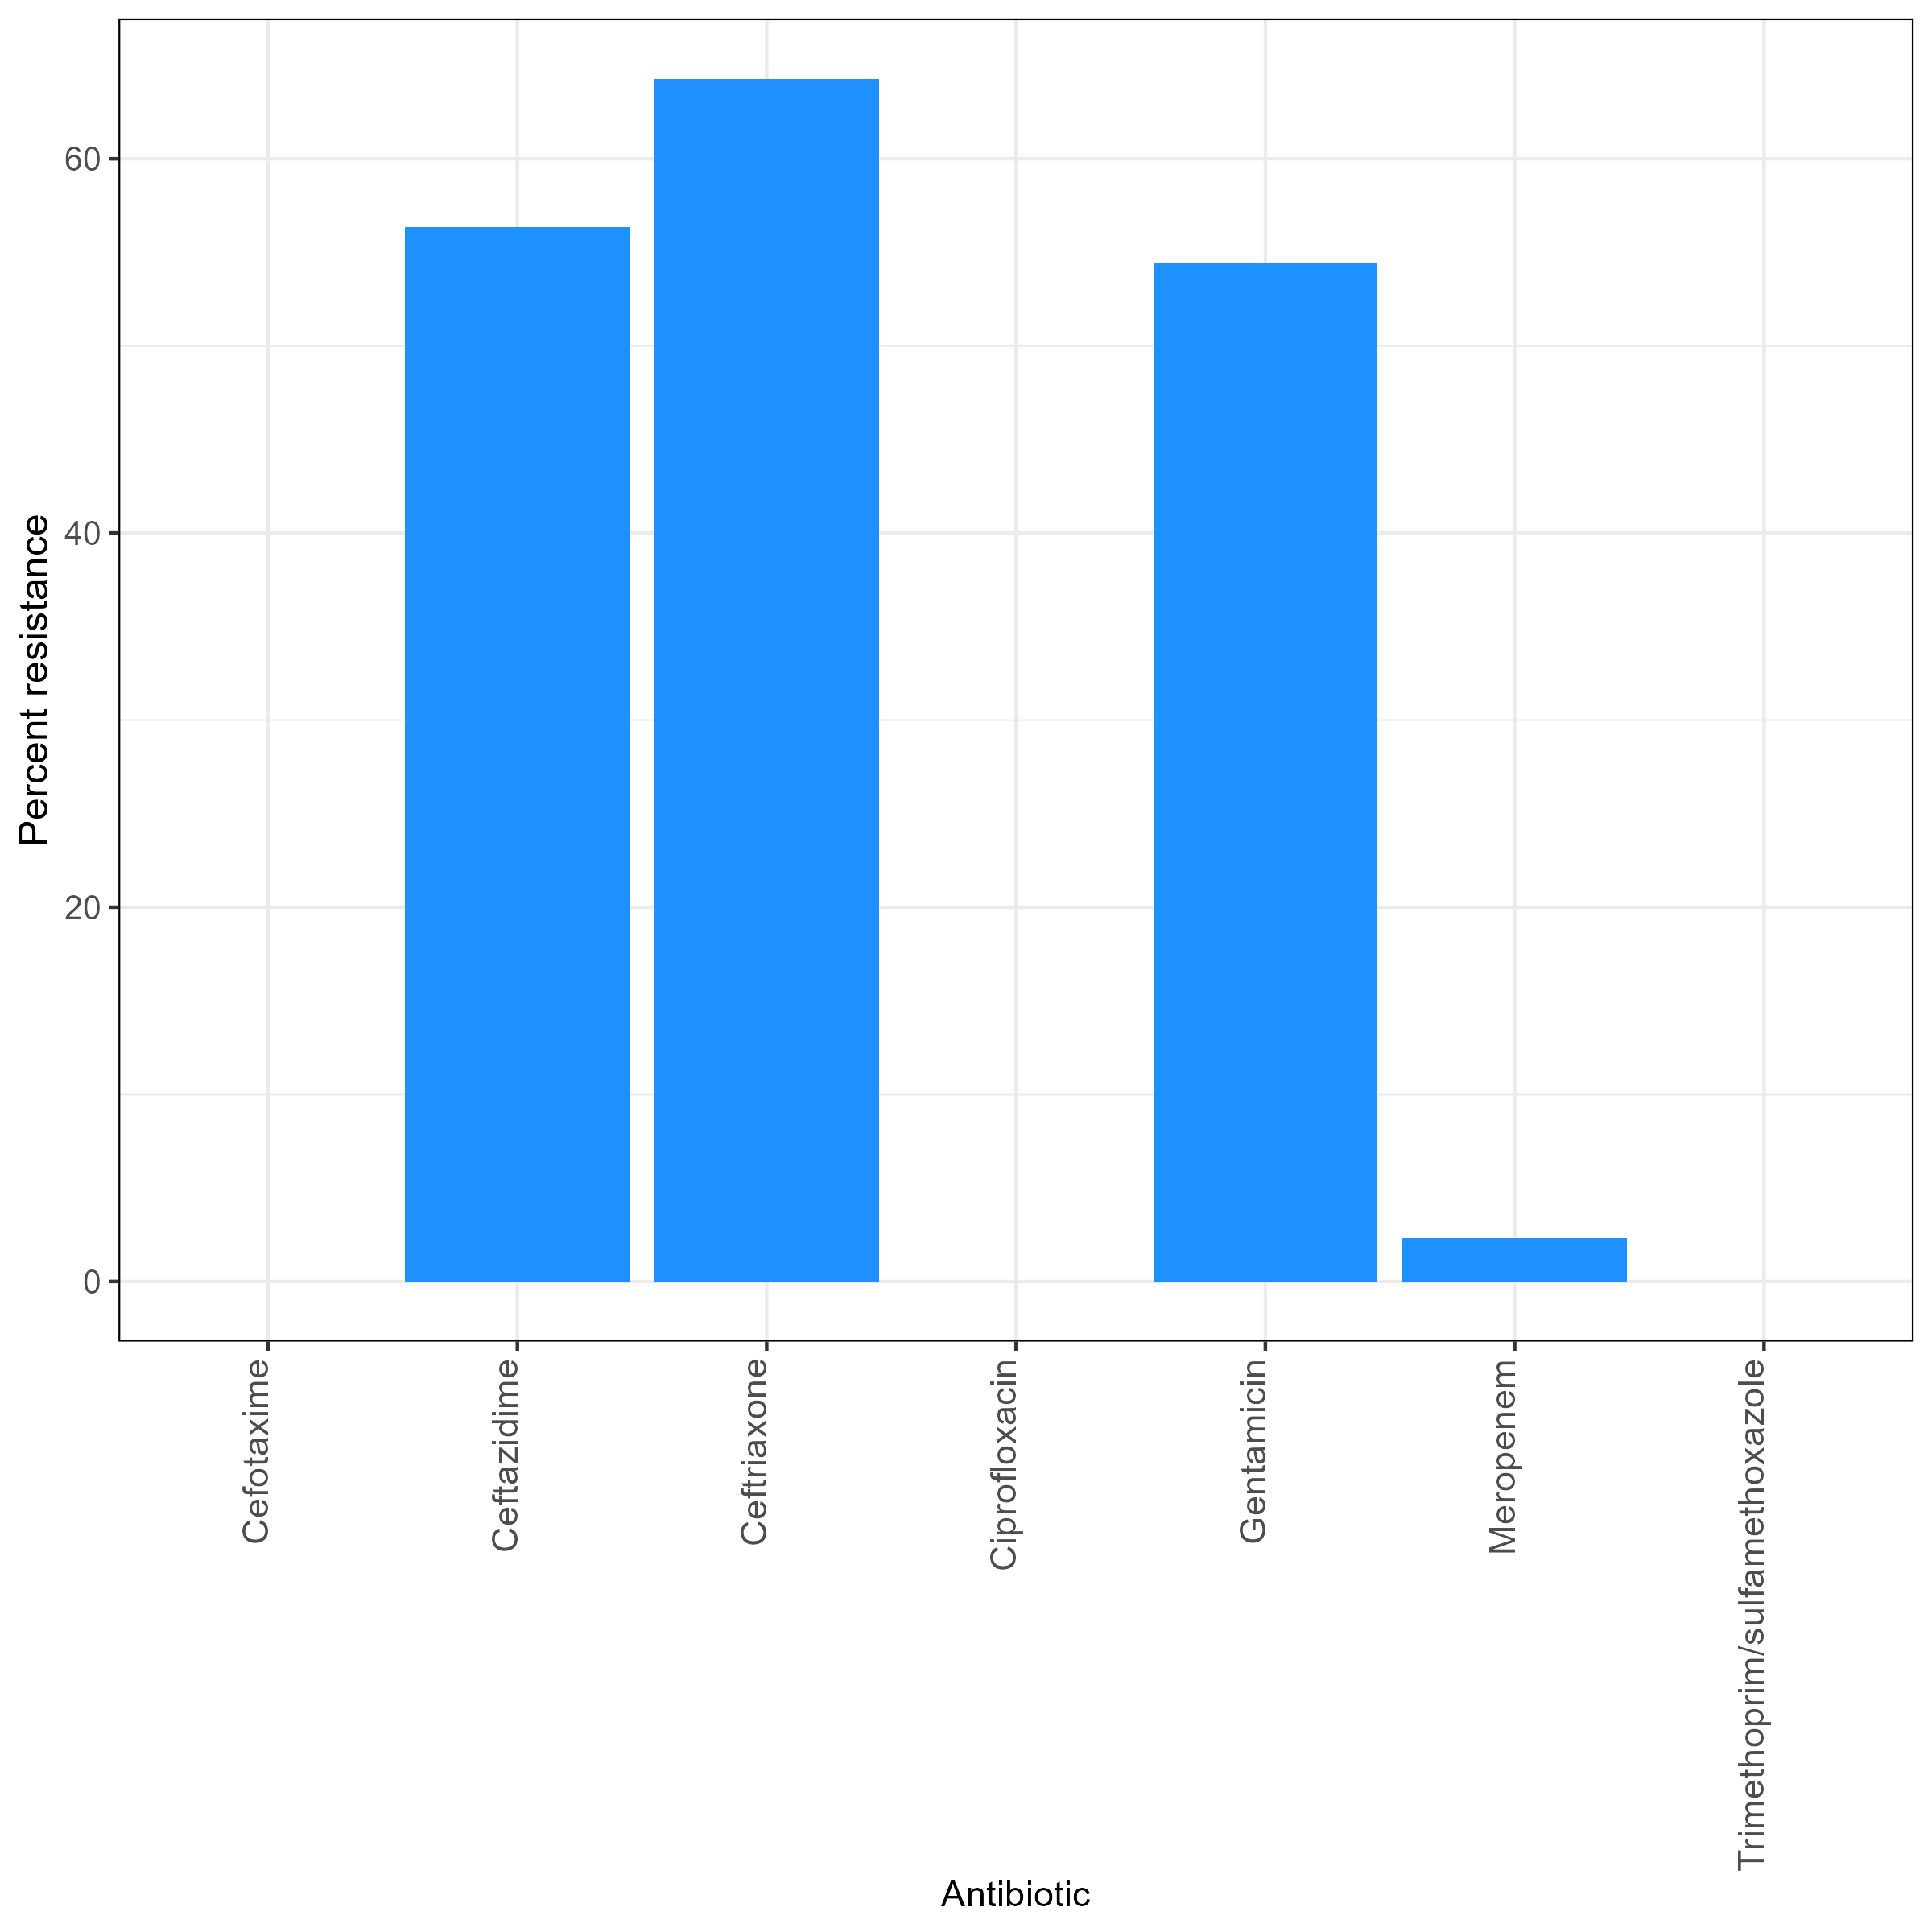 Percent resistance
60
40
20
0
Cefotaxime
Ceftazidime
Ceftriaxone
Ciprofloxacin
Gentamicin
Meropenem
Trimethoprim/sulfamethoxazole
Antibiotic